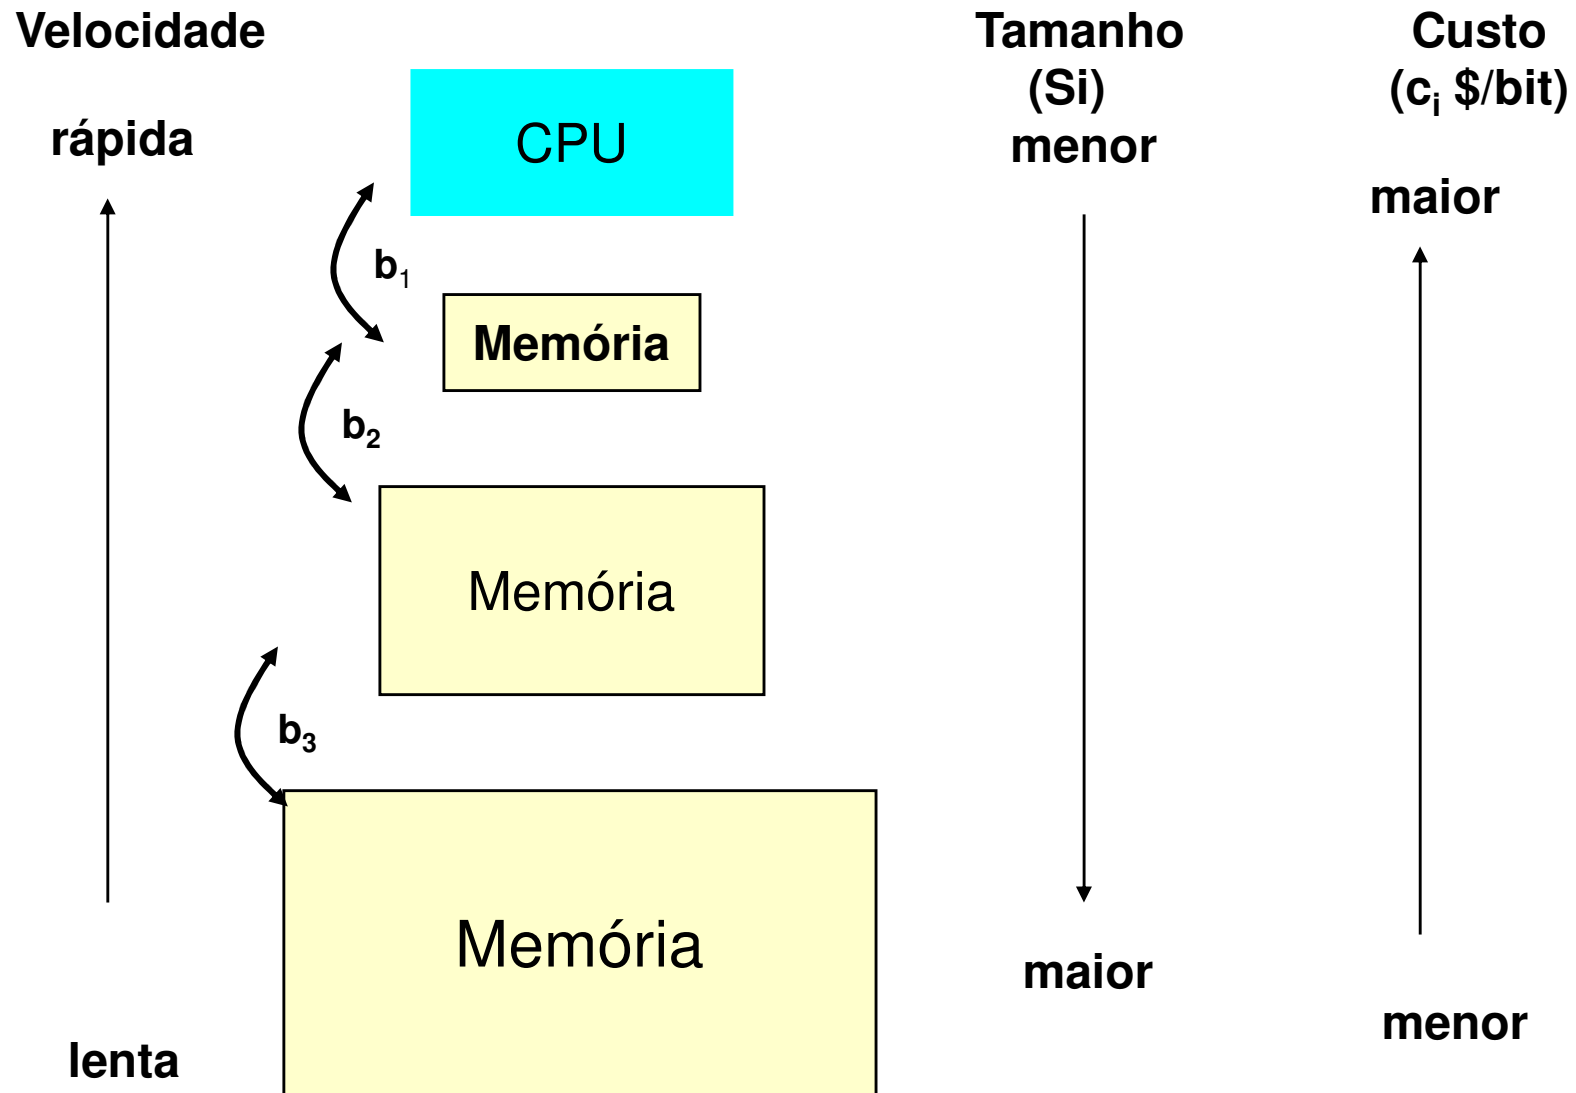 Velocidade
rápida
lenta
CPU
b1
Memória
b2
Memória
b3
Memória
Tamanho
(Si)
menor
maior
Custo
(ci $/bit)
maior
menor